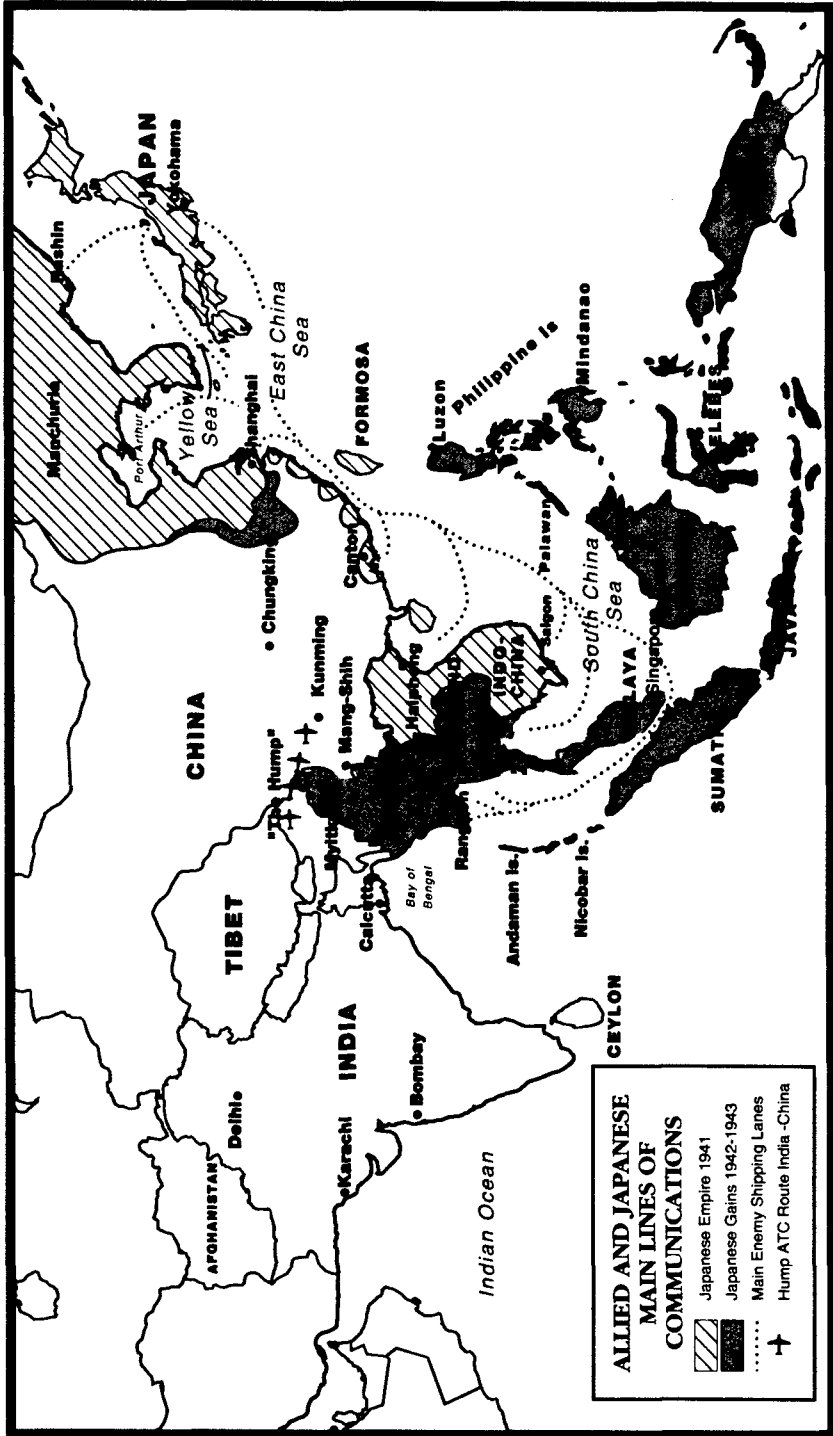 ALLIED AND JAPANESE
MAIN LINES OF
COMMUNICATIONS
Japanese Empire 1941
Japanese Gains 1942-1943
Main Enemy Shipping Lanes
Hump ATC Route India -China
AFGHANISTAN
Delhi
Karachi
INDIA
Bombay
Indian Ocean
CEYLON
TIBET
Calcutta
Bay of
Bengal
Andaman Is.
Nicobar Is.
CHINA
"The Hump"
Kunming
Mang-Shih
Chungking
Canton
Haiphong
INDO-
CHINA
Saigon
South China
Sea
Palawan
JAVA
Luzon
Philippine Is
Mindanao
FORMOSA
East China
Sea
Shanghai
Yellow
Sea
Port Arthur
Manchuria
JAPAN
Yokohama